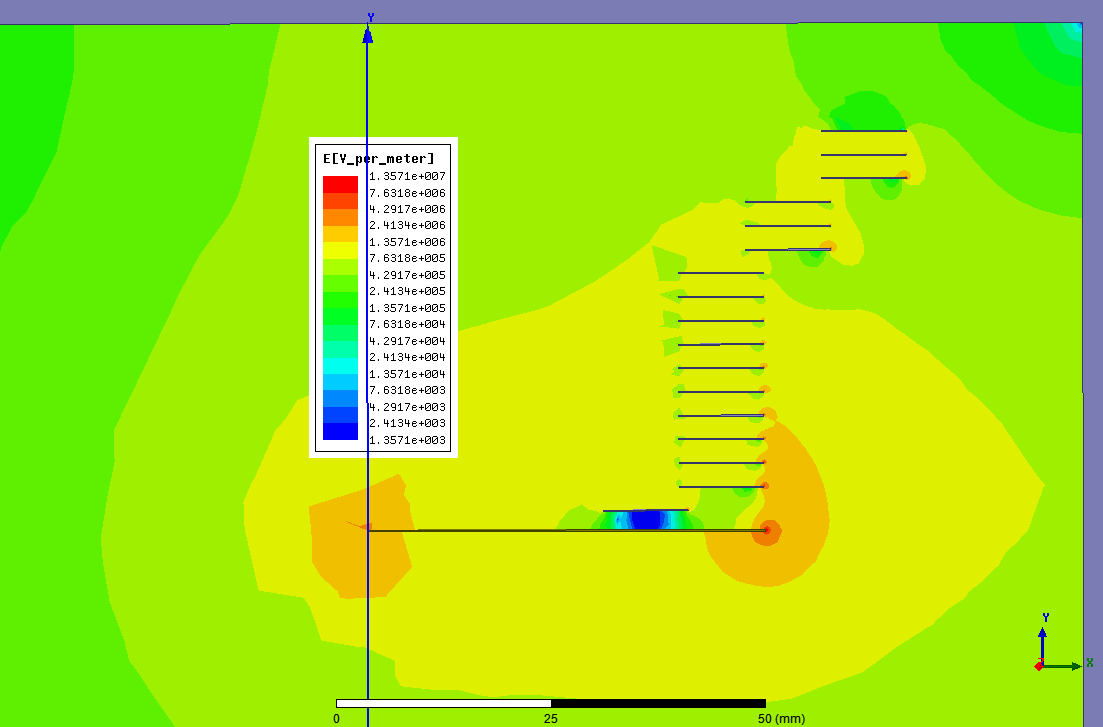 Y
E[V_per_meter]
1.3571e+007
7.6318e+006
4.2917e+006
2.4134e+006
1.3571e+006
7.6318e+005
4.2917e+005
2.4134e+005
1.3571e+005
7.6318e+004
4.2917e+004
2.4134e+004
1.3571e+004
7.6318e+003
4.2917e+003
2.4134e+003
1.3571e+003
Y
X
0 25 50 (mm)